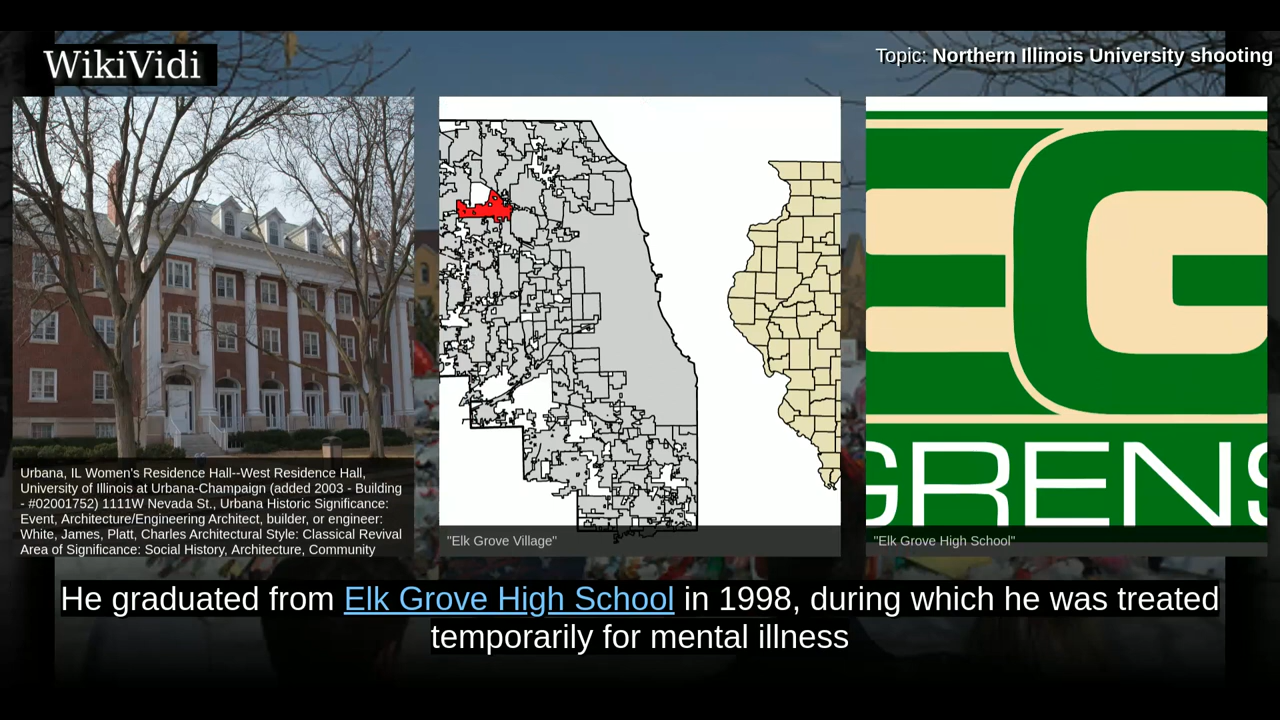 WikiVidi
Topic: Northern Illinois University shooting
Urbana, IL Women's Residence Hall--West Residence Hall,
University of Illinois at Urbana-Champaign (added 2003 - Building
- #02001752) 1111W Nevada St., Urbana Historic Significance:
Event, Architecture/Engineering Architect, builder, or engineer:
White, James, Platt, Charles Architectural Style: Classical Revival
Area of Significance: Social History, Architecture, Community
"Elk Grove Village"
EG
GRENS
"Elk Grove High School"
He graduated from Elk Grove High School in 1998, during which he was treated
temporarily for mental illness